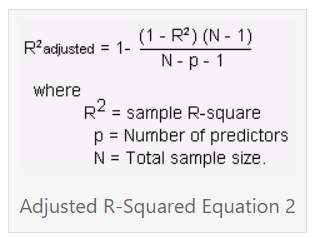 R²adjusted = 1- (1 - R²) (N - 1)
N - p - 1
where
R² = sample R-square
p = Number of predictors
N = Total sample size.
Adjusted R-Squared Equation 2